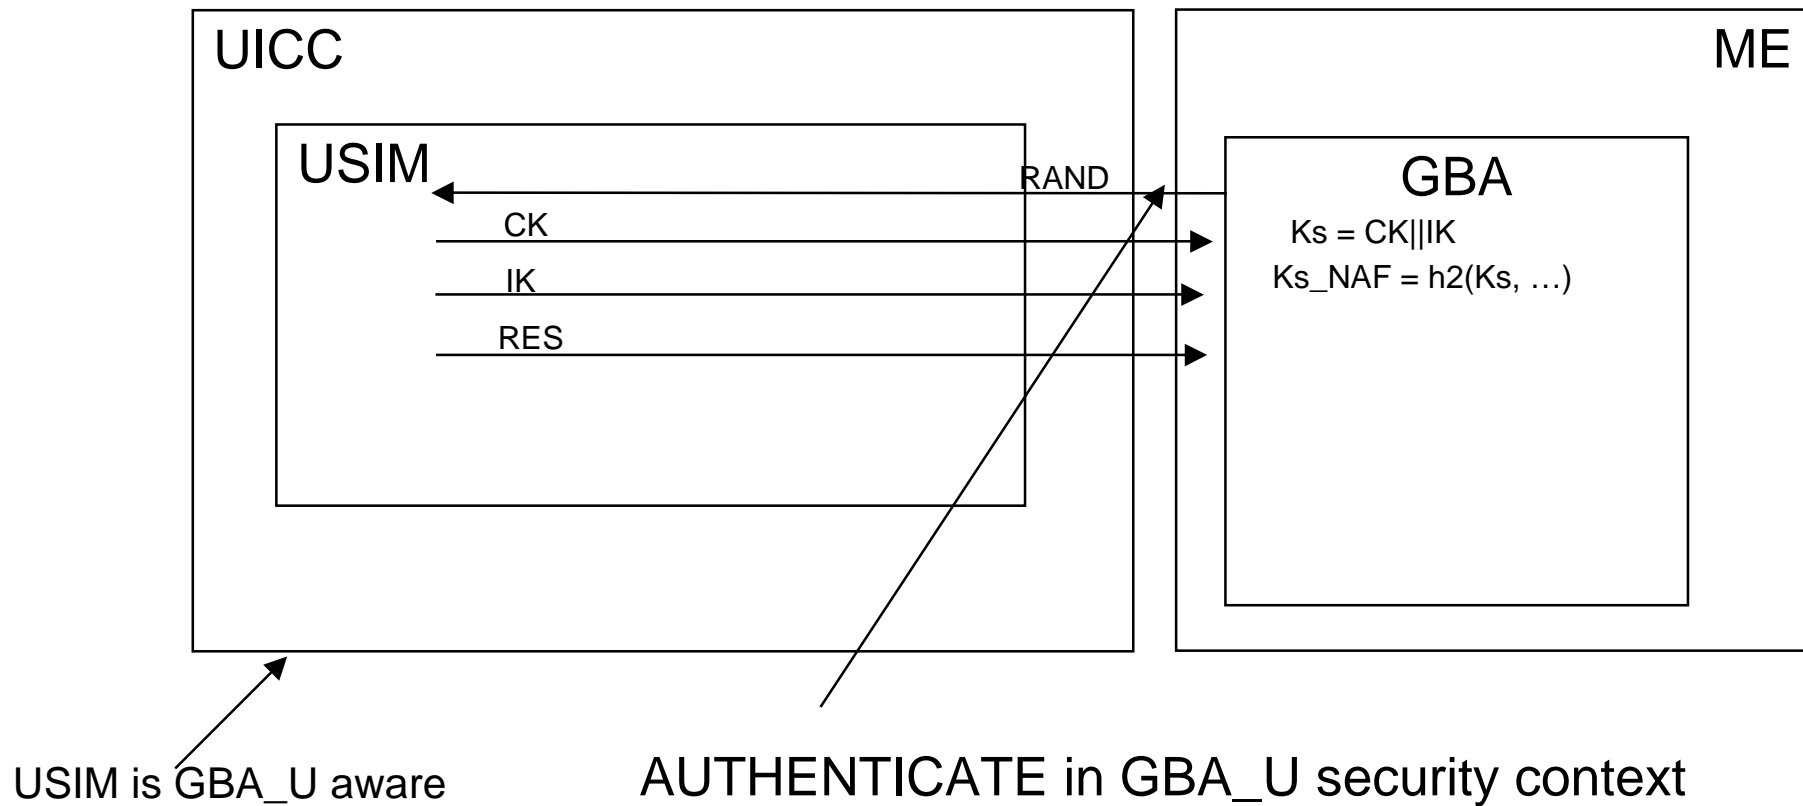 UICC
ME
USIM
RAND
GBA
CK
Ks = CK||IK
IK
Ks_NAF = h2(Ks, …)
RES
USIM is GBA_U aware
AUTHENTICATE in GBA_U security context